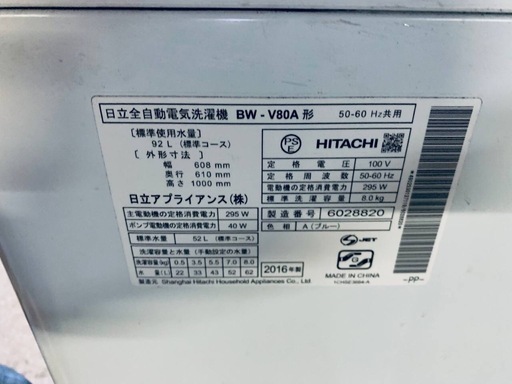 日立全自動電気洗濯機 BW-V80A形 50-60 Hz共用
〔標準使用水量〕
92 L (標準コース)
〔外形寸法〕
幅 608 mm
奥行 610 mm
高さ 1000 mm
日立アプライアンス(株)
PS E HITACHI
定格電圧 100 V
定格周波数 50-60 Hz
電動機の定格消費電力 295 W
標準洗濯容量 8.0 kg
主電動機の定格消費電力 295 W
ポンプ電動機の定格消費電力 40 W
製造番号 6028820
色相 A (ブルー)
標準水量 52 L (標準コース)
洗濯容量と水量 (手動設定の水量)
洗濯容量(kg) 0.5 3.5 5.5 7.0 8.0
水量(L) 22 33 43 52 62
2016年製
S-JET
MADE IN CHINA
製造元 Shanghai Hitachi Household Appliances Co., Ltd.
--PP--